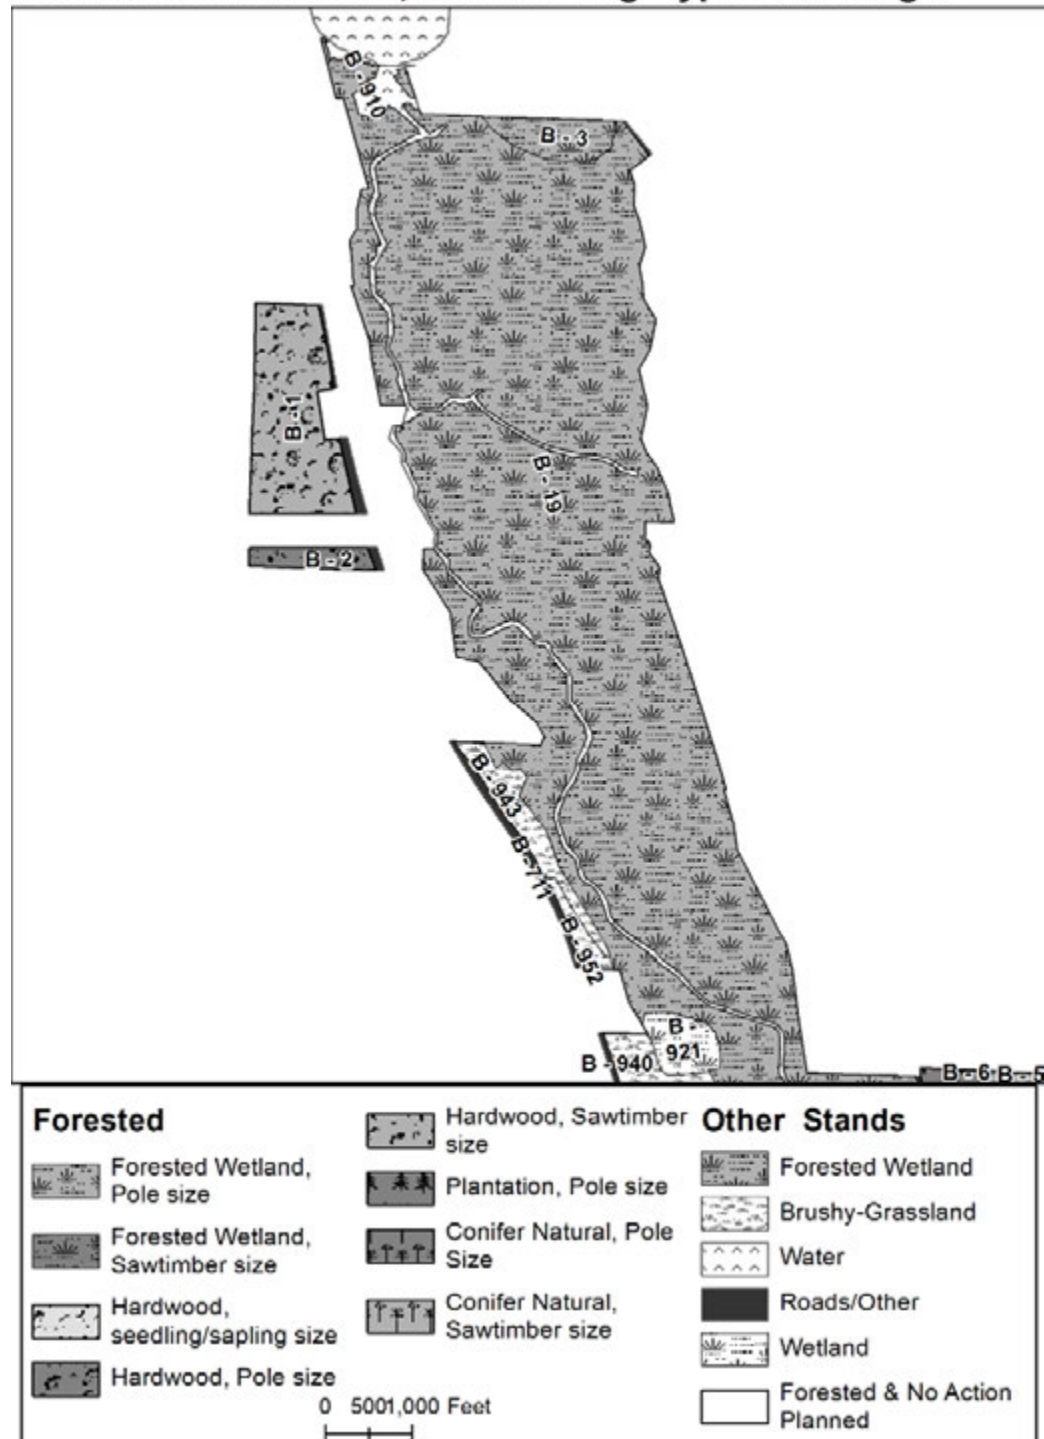 B - 910
B - 3
B - 1
B - 19
B - 2
B - 943
B - 711
B - 952
B -
921
B - 940
B - 6
B - 5
Forested
Forested Wetland,
Pole size
Forested Wetland,
Sawtimber size
Hardwood,
seedling/sapling size
Hardwood, Pole size
Hardwood, Sawtimber
size
Plantation, Pole size
Conifer Natural, Pole
Size
Conifer Natural,
Sawtimber size
Other Stands
Forested Wetland
Brushy-Grassland
Water
Roads/Other
Wetland
Forested & No Action
Planned
0 500 1,000 Feet